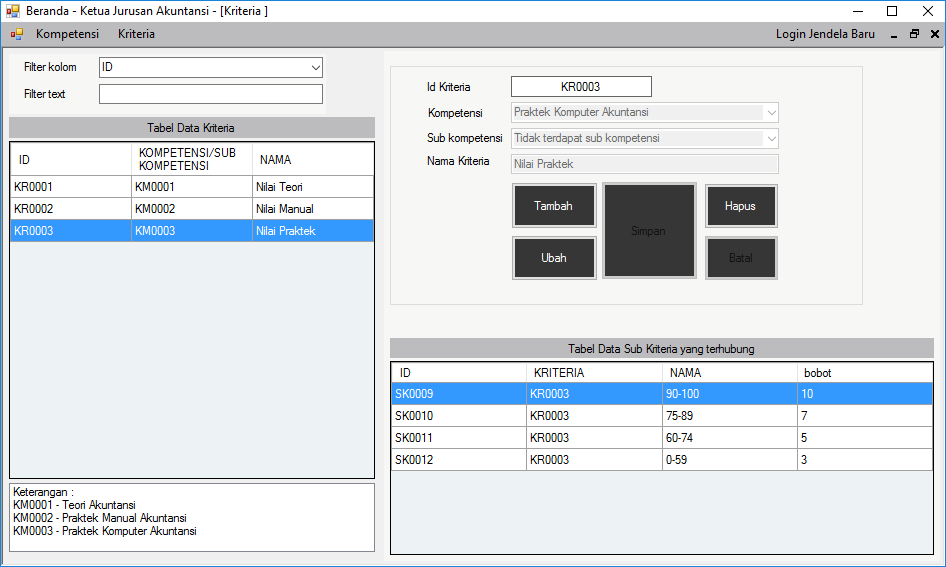 Beranda - Ketua Jurusan Akuntansi - [Kriteria ]
Kompetensi Kriteria Login Jendela Baru
Filter kolom ID
Filter text
Tabel Data Kriteria
ID KOMPETENSI/SUB KOMPETENSI NAMA
KR0001 KM0001 Nilai Teori
KR0002 KM0002 Nilai Manual
KR0003 KM0003 Nilai Praktek
Keterangan :
KM0001 - Teori Akuntansi
KM0002 - Praktek Manual Akuntansi
KM0003 - Praktek Komputer Akuntansi
Id Kriteria KR0003
Kompetensi Praktek Komputer Akuntansi
Sub kompetensi Tidak terdapat sub kompetensi
Nama Kriteria Nilai Praktek
Tambah Simpan Hapus
Ubah Batal
Tabel Data Sub Kriteria yang terhubung
ID KRITERIA NAMA bobot
SK0009 KR0003 90-100 10
SK0010 KR0003 75-89 7
SK0011 KR0003 60-74 5
SK0012 KR0003 0-59 3